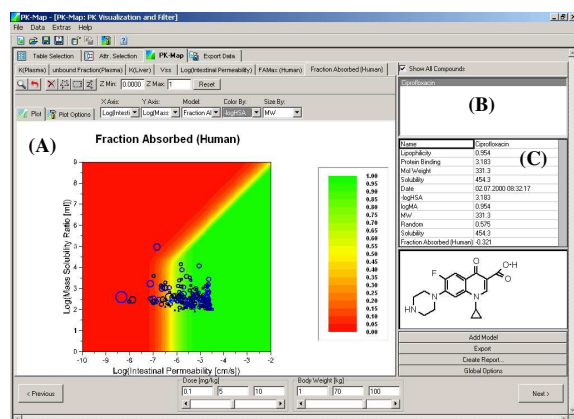 PK-Map - [PK-Map: PK Visualization and Filter]
File Data Extras Help
Table Selection Attr. Selection PK-Map Export Data
K(Plasma) unbound Fraction(Plasma) K(Liver) Vss Log(Intestinal Permeability) FAMax (Human) Fraction Absorbed (Human)
Z Min: 0.0000 Z Max: 1 Reset
X Axis: Y Axis: Model: Color By: Size By:
Plot Plot Options Log(Intesti Log(Mass Fraction Al -logHSA MW
(A)
Fraction Absorbed (Human)
Log(Mass Solubility Ratio [ml])
9
8
7
6
5
4
3
2
1
0
-10 -9 -8 -7 -6 -5 -4 -3 -2
Log(Intestinal Permeability [cm/s])
1.00
0.95
0.90
0.85
0.80
0.75
0.70
0.65
0.60
0.55
0.50
0.45
0.40
0.35
0.30
0.25
0.20
0.15
0.10
0.05
0.00
Show All Compounds
Ciprofloxacin
(B)
(C)
Name Ciprofloxacin
Lipophilicity 0.954
Protein Binding 3.183
Mol Weight 331.3
Solubility 454.3
Date 02.07.2000 08:32:17
-logHSA 3.183
logMA 0.954
MW 331.3
Random 0.575
Solubility 454.3
Fraction Absorbed (Human) -0.321
O
O
O-H
F
N
N
HN
Add Model
Export
Create Report...
Global Options
Dose [mg/kg]
0.1 5 10
Body Weight [kg]
1 70 100
< Previous
Next >